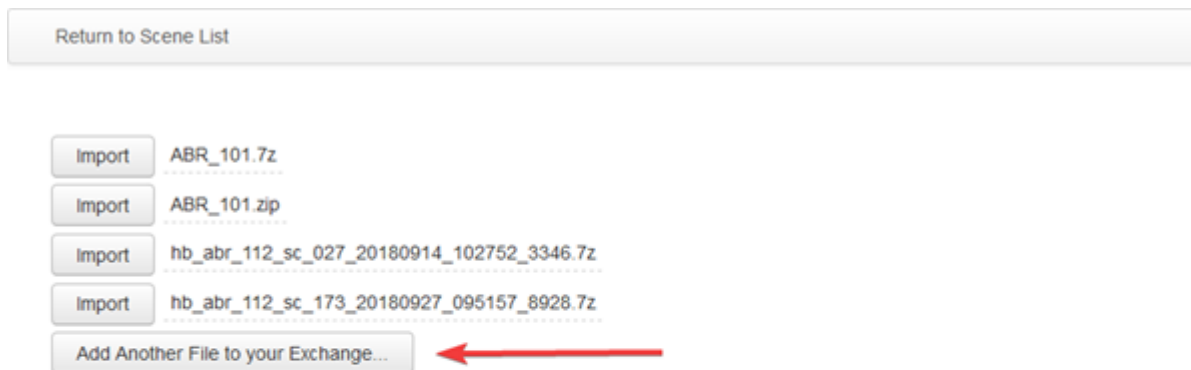 Return to Scene List
Import ABR_101.7z
Import ABR_101.zip
Import hb_abr_112_sc_027_20180914_102752_3346.7z
Import hb_abr_112_sc_173_20180927_095157_8928.7z
Add Another File to your Exchange...